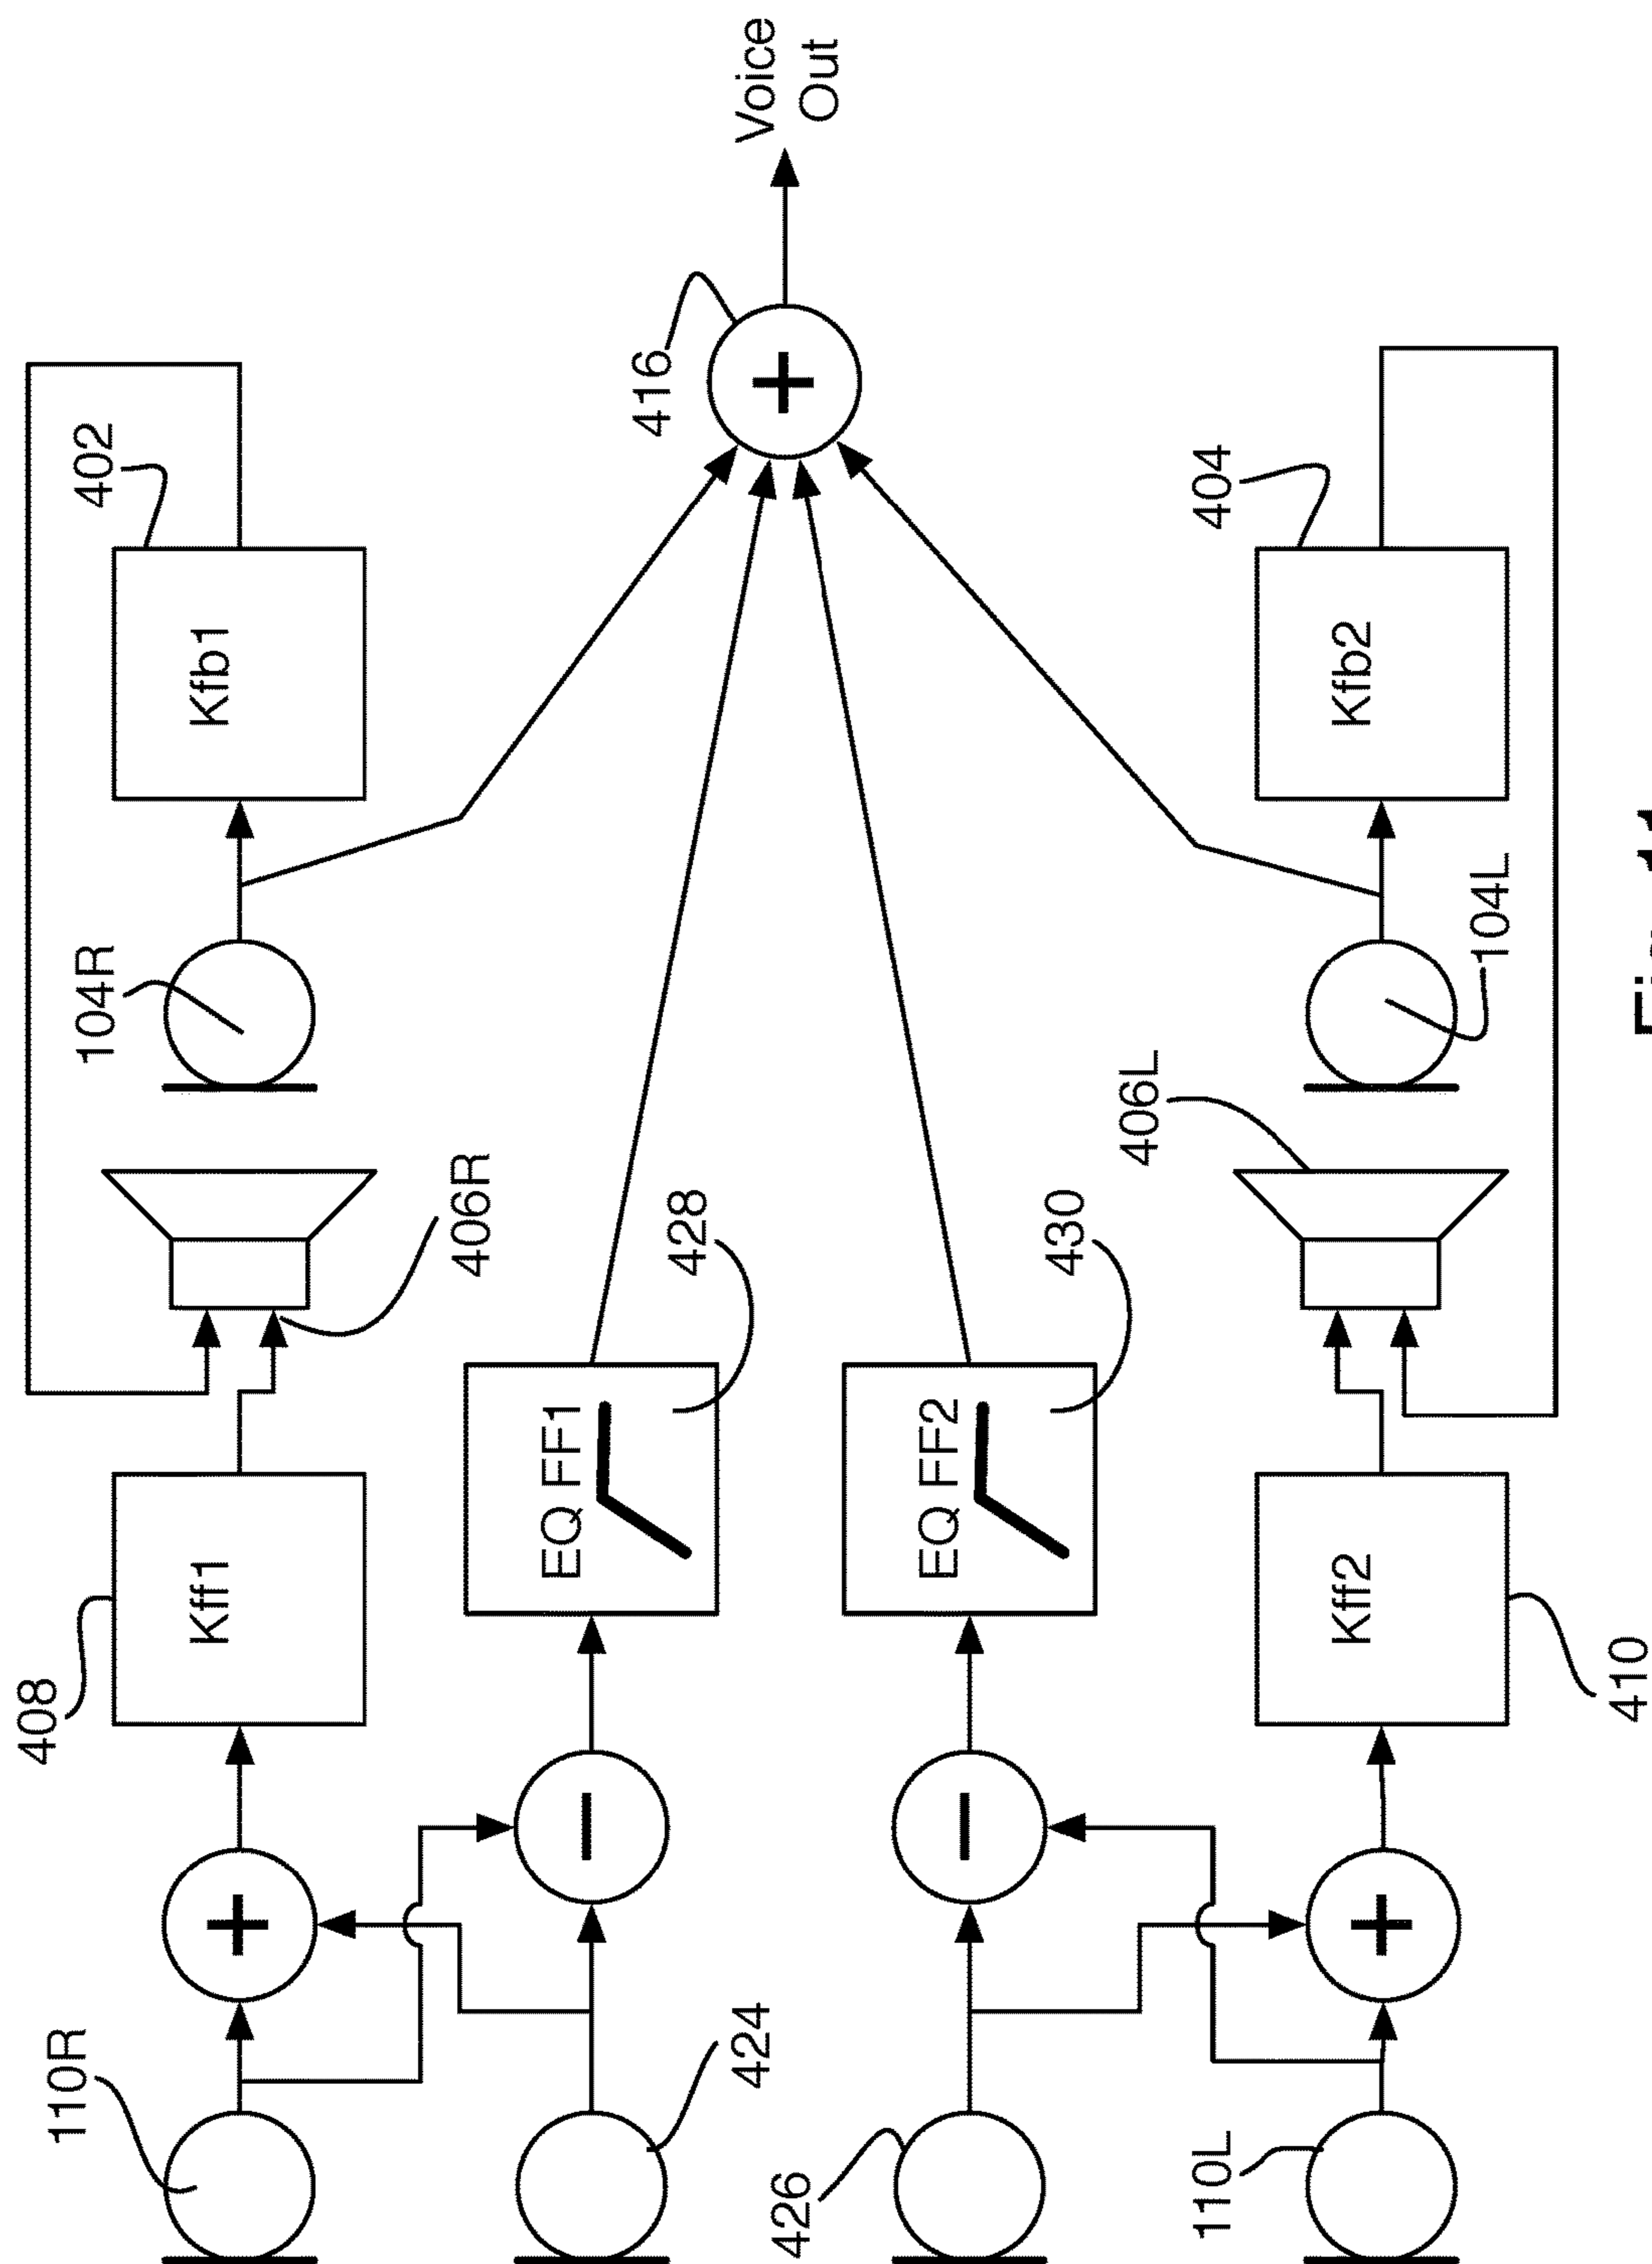 408
110R
104R
402
Kff1
Kfb1
406R
EQ FF1
416
428
424
Voice
Out
426
EQ FF2
430
406L
110L
404
Kff2
Kfb2
104L
410